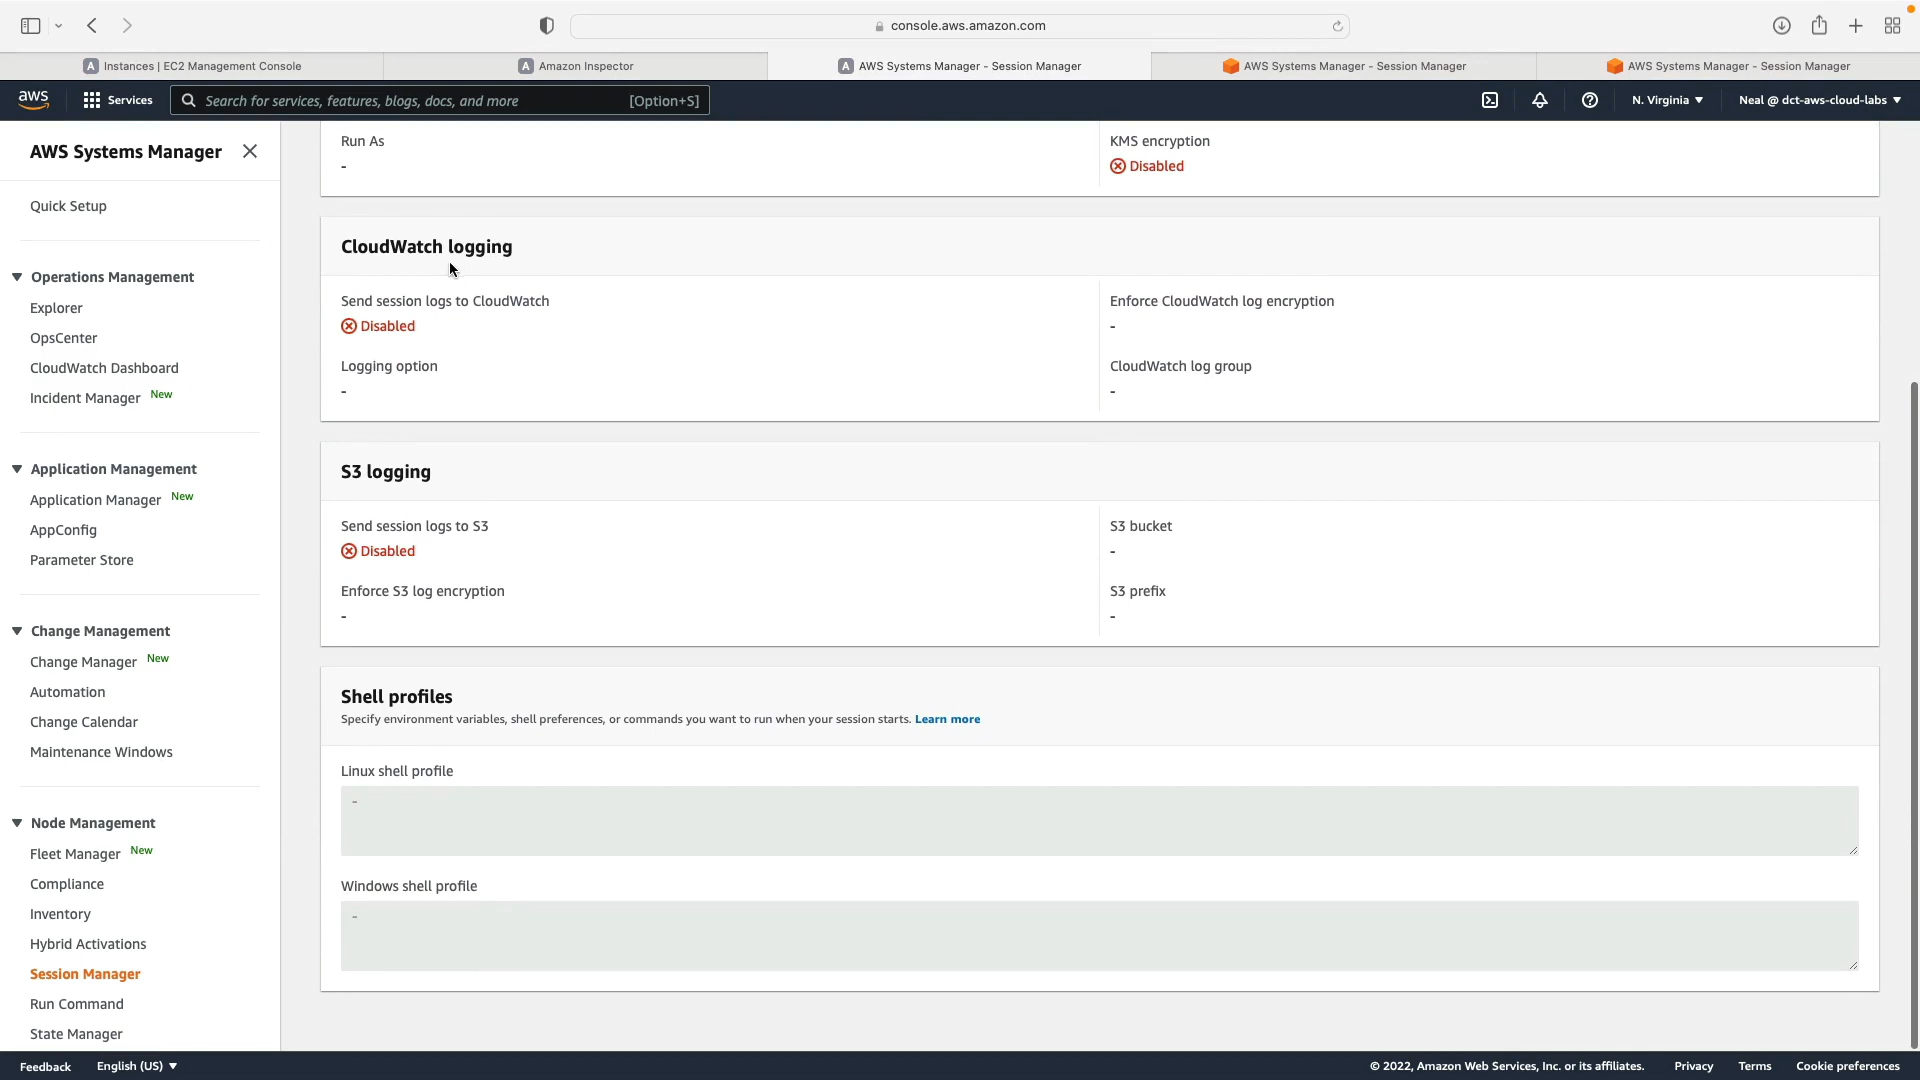 console.aws.amazon.com
Instances | EC2 Management Console
Amazon Inspector
AWS Systems Manager - Session Manager
AWS Systems Manager - Session Manager
AWS Systems Manager - Session Manager
aws
Services
Search for services, features, blogs, docs, and more
[Option+S]
N. Virginia
Neal @ dct-aws-cloud-labs
AWS Systems Manager
Quick Setup
Operations Management
Explorer
OpsCenter
CloudWatch Dashboard
Incident Manager New
Application Management
Application Manager New
AppConfig
Parameter Store
Change Management
Change Manager New
Automation
Change Calendar
Maintenance Windows
Node Management
Fleet Manager New
Compliance
Inventory
Hybrid Activations
Session Manager
Run Command
State Manager
Run As
-
KMS encryption
Disabled
CloudWatch logging
Send session logs to CloudWatch
Disabled
Logging option
-
Enforce CloudWatch log encryption
-
CloudWatch log group
-
S3 logging
Send session logs to S3
Disabled
Enforce S3 log encryption
-
S3 bucket
-
S3 prefix
-
Shell profiles
Specify environment variables, shell preferences, or commands you want to run when your session starts. Learn more
Linux shell profile
-
Windows shell profile
-
Feedback
English (US)
© 2022, Amazon Web Services, Inc. or its affiliates.
Privacy
Terms
Cookie preferences